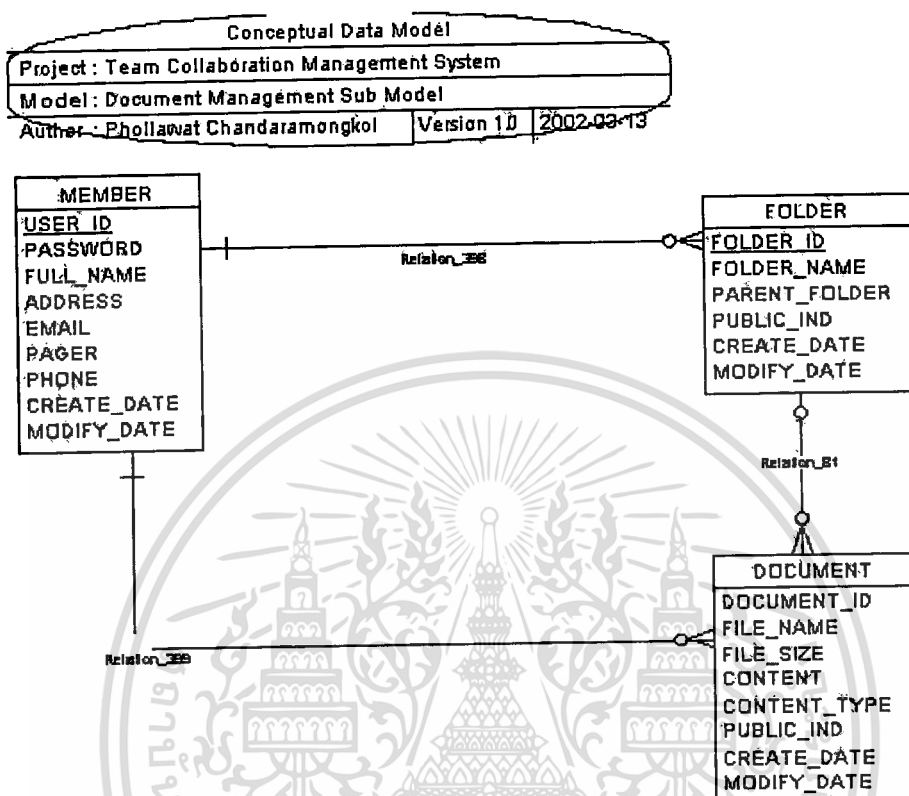 Conceptual Data Model
Project : Team Collaboration Management System
Model : Document Management Sub Model
Auther : Phollawat Chandaramongkol Version 1.0 2002-03-13
MEMBER
USER_ID
PASSWORD
FULL_NAME
ADDRESS
EMAIL
PAGER
PHONE
CREATE_DATE
MODIFY_DATE
FOLDER
FOLDER_ID
FOLDER_NAME
PARENT_FOLDER
PUBLIC_IND
CREATE_DATE
MODIFY_DATE
Relation_81
DOCUMENT
DOCUMENT_ID
FILE_NAME
FILE_SIZE
CONTENT
CONTENT_TYPE
PUBLIC_IND
CREATE_DATE
MODIFY_DATE